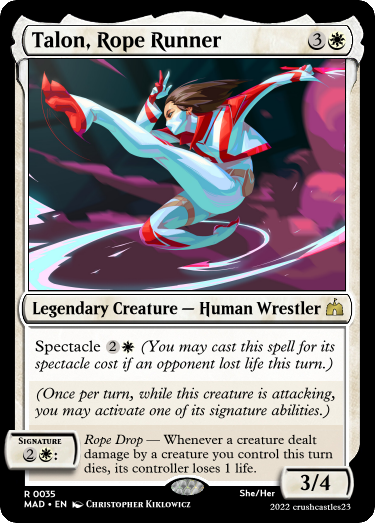 Talon, Rope Runner 3
Legendary Creature — Human Wrestler
Spectacle 2 (You may cast this spell for its
spectacle cost if an opponent lost life this turn.)
(Once per turn, while this creature is attacking,
you may activate one of its signature abilities.)
SIGNATURE
2 :
Rope Drop — Whenever a creature dealt
damage by a creature you control this turn
dies, its controller loses 1 life.
3/4
R 0035
MAD • EN Christopher Kiklowicz
She/Her
2022 crushcastles23